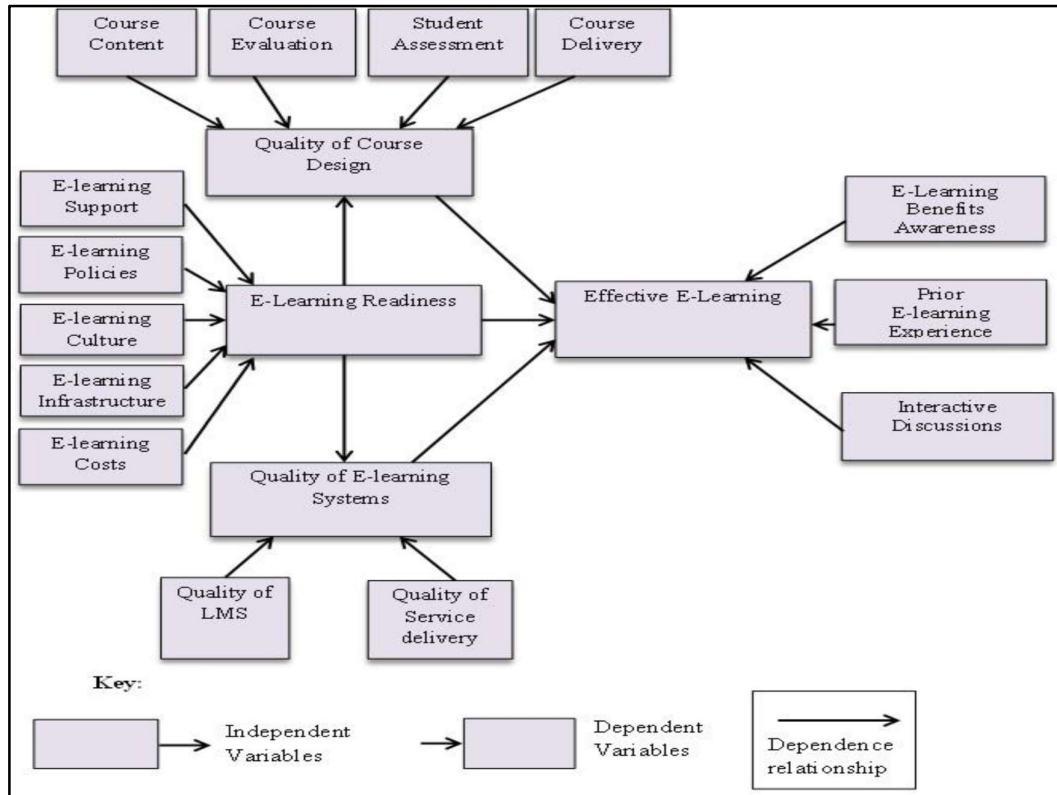 Course
Content
Course
Evaluation
Student
Assessment
Course
Delivery
Quality of Course
Design
E-learning
Support
E-learning
Policies
E-learning
Culture
E-learning
Infrastructure
E-learning
Costs
E-Learning Readiness
Effective E-Learning
E-Learning
Benefits
Awareness
Prior
E-learning
Experience
Interactive
Discussions
Quality of E-learning
Systems
Quality of
LMS
Quality of
Service
delivery
Key:
Independent
Variables
Dependent
Variables
Dependence
relationship